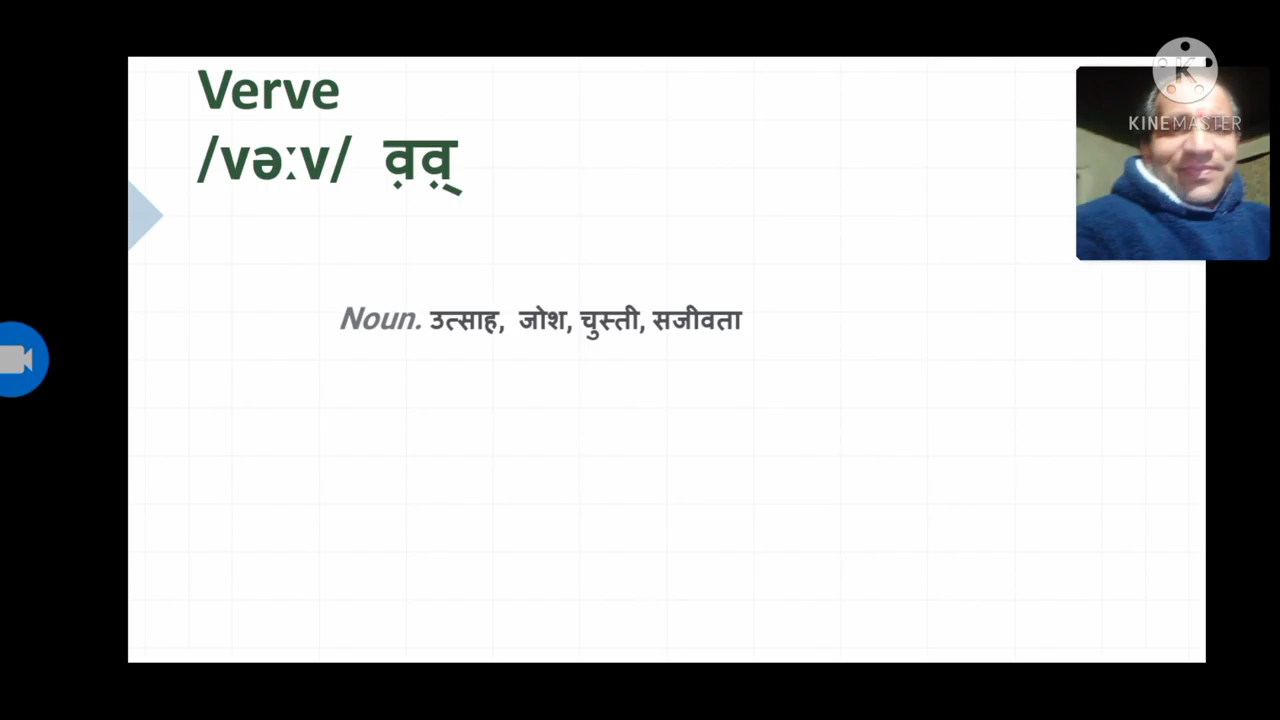 Verve
/vəːv/ व़व़्
Noun. उत्साह, जोश, चुस्ती, सजीवता
KINEMASTER